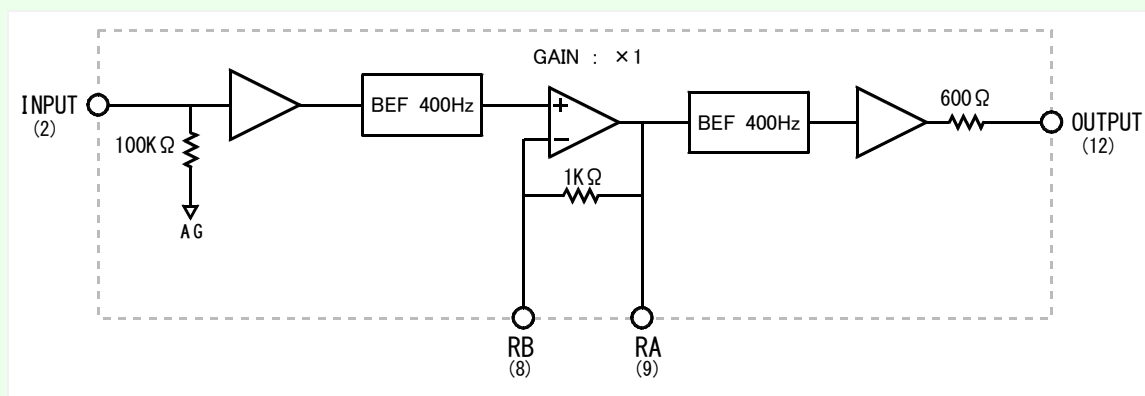 GAIN : ×1
INPUT
(2)
100KΩ
AG
BEF 400Hz
+
−
1KΩ
BEF 400Hz
600Ω
OUTPUT
(12)
RB
(8)
RA
(9)